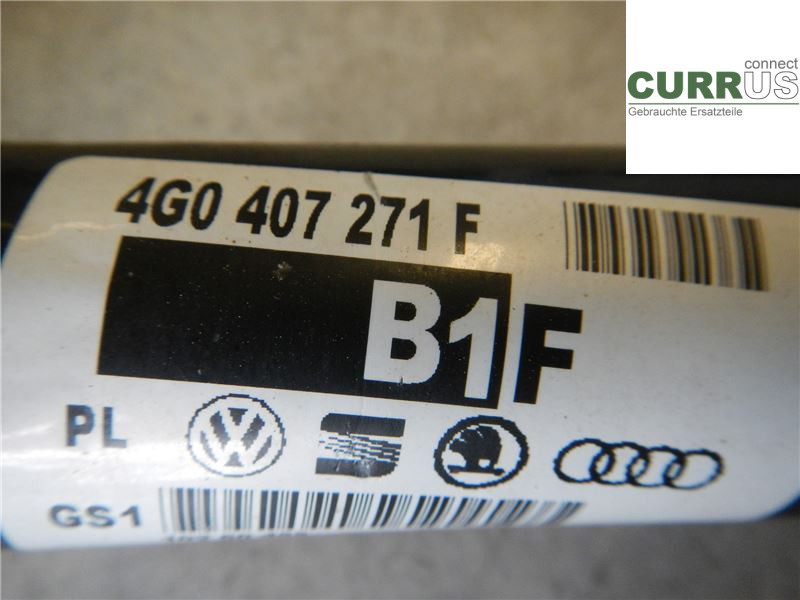 connect
CURRUS
Gebrauchte Ersatzteile
4G0 407 271 F
B1F
PL
GS1